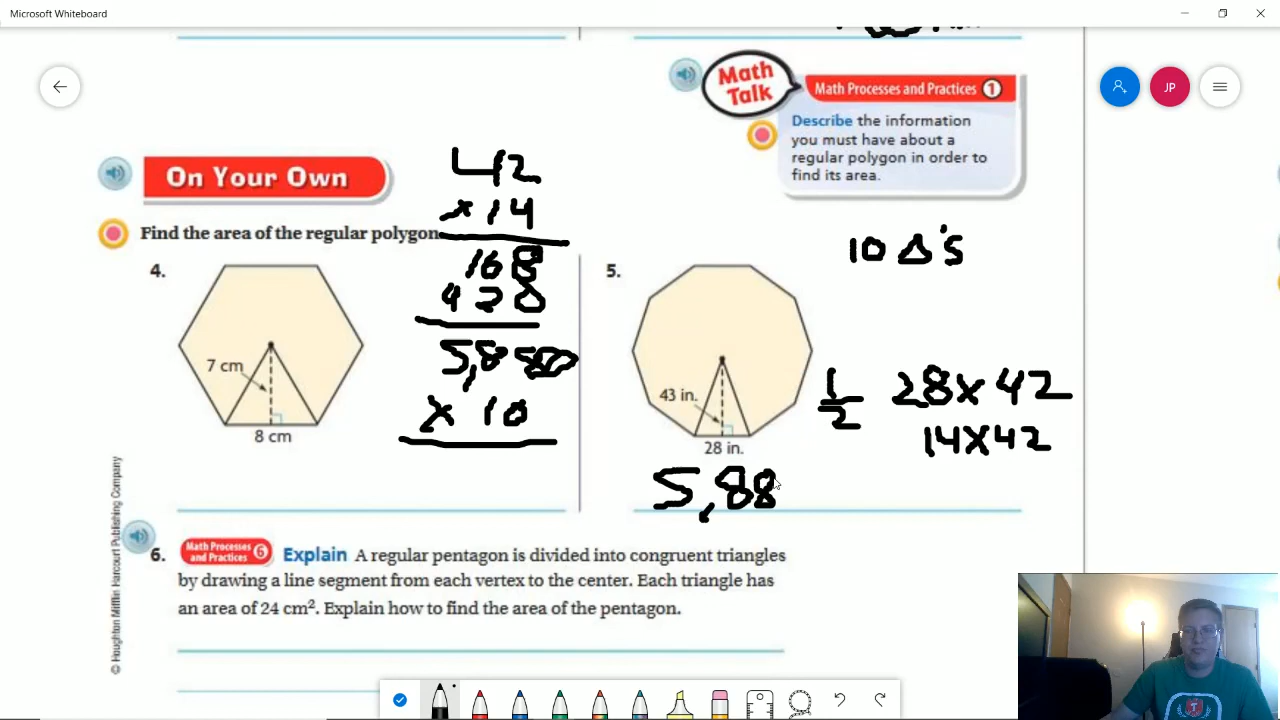 Microsoft Whiteboard
JP
Math
Talk
Math Processes and Practices 1
Describe the information
you must have about a
regular polygon in order to
find its area.
On Your Own
Find the area of the regular polygon
42
× 14
168
420
5,880
× 10
4.
7 cm
8 cm
5.
43 in.
28 in.
10 Δ's
1/2 28 × 42
14 × 42
5,88
6.
Math Processes
and Practices 6
Explain A regular pentagon is divided into congruent triangles
by drawing a line segment from each vertex to the center. Each triangle has
an area of 24 cm². Explain how to find the area of the pentagon.
© Houghton Mifflin Harcourt Publishing Company